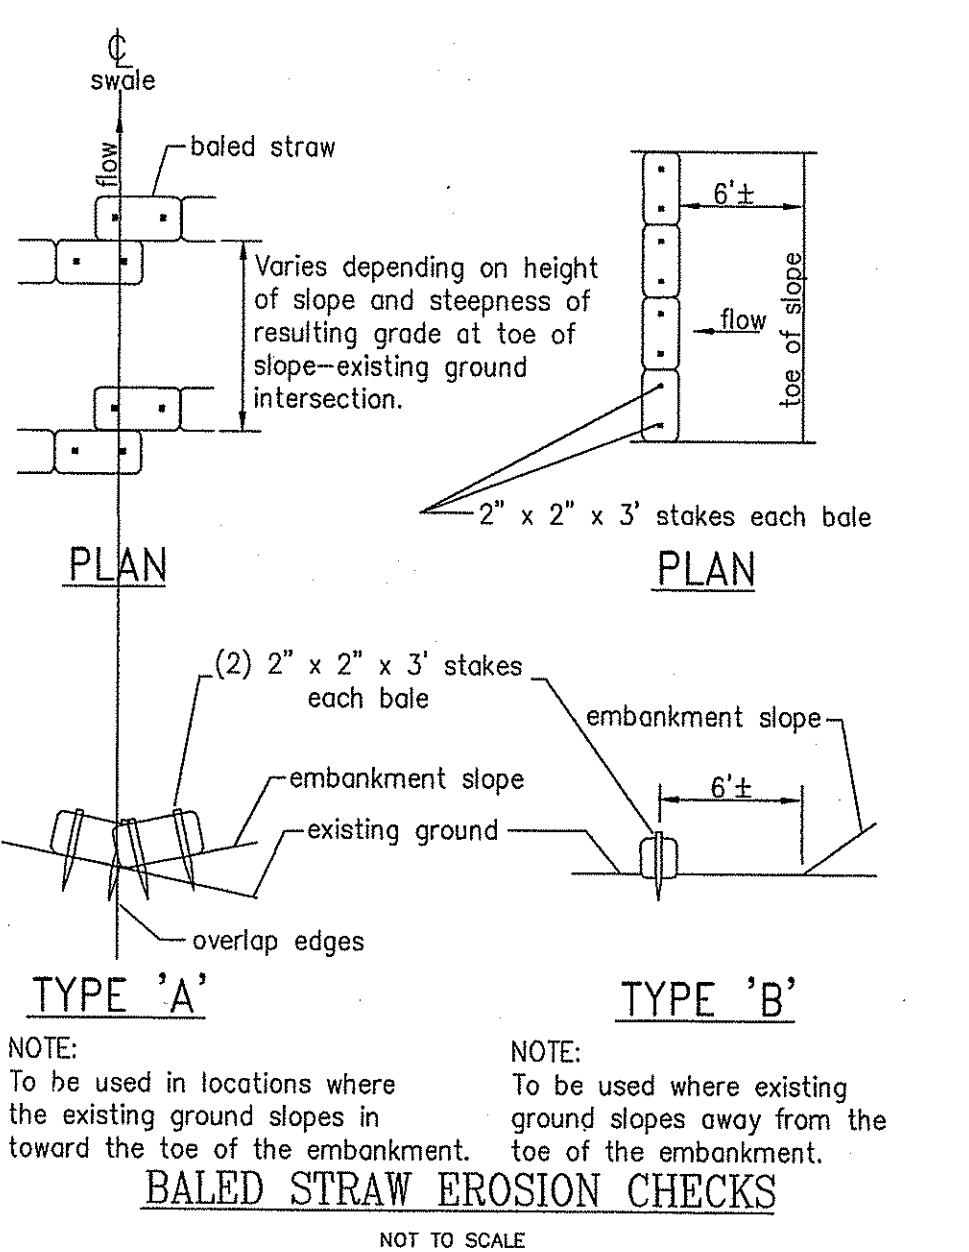 ℄
swale
flow
baled straw
Varies depending on height
of slope and steepness of
resulting grade at toe of
slope–existing ground
intersection.
PLAN
6'±
flow
toe of slope
2" x 2" x 3' stakes each bale
PLAN
(2) 2" x 2" x 3' stakes
each bale
embankment slope
existing ground
overlap edges
TYPE 'A'
embankment slope
6'±
TYPE 'B'
NOTE:
To be used in locations where
the existing ground slopes in
toward the toe of the embankment.
NOTE:
To be used where existing
ground slopes away from the
toe of the embankment.
BALED STRAW EROSION CHECKS
NOT TO SCALE